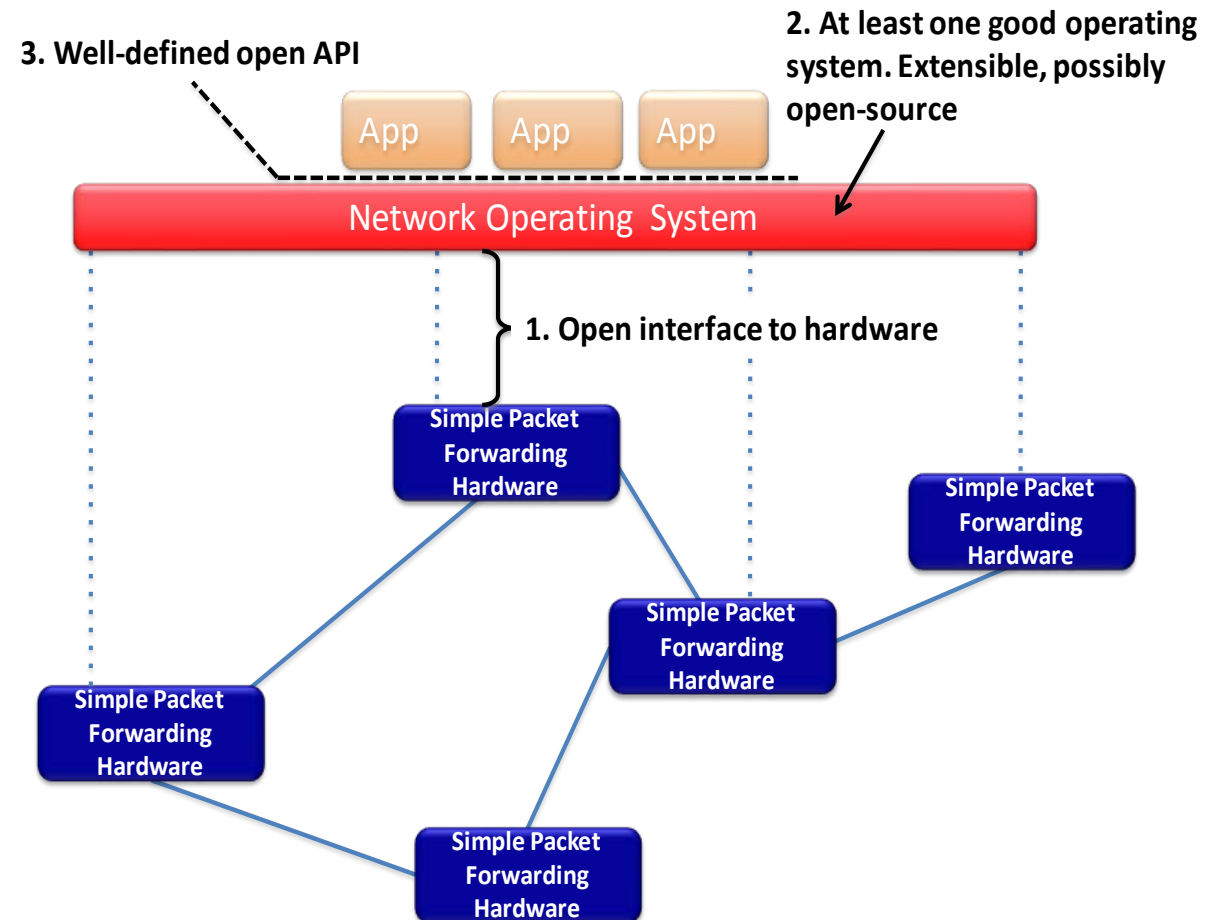 2. At least one good operating
system. Extensible, possibly
open-source
3. Well-defined open API
App App App
Network Operating System
1. Open interface to hardware
Simple Packet
Forwarding
Hardware
Simple Packet
Forwarding
Hardware
Simple Packet
Forwarding
Hardware
Simple Packet
Forwarding
Hardware
Simple Packet
Forwarding
Hardware